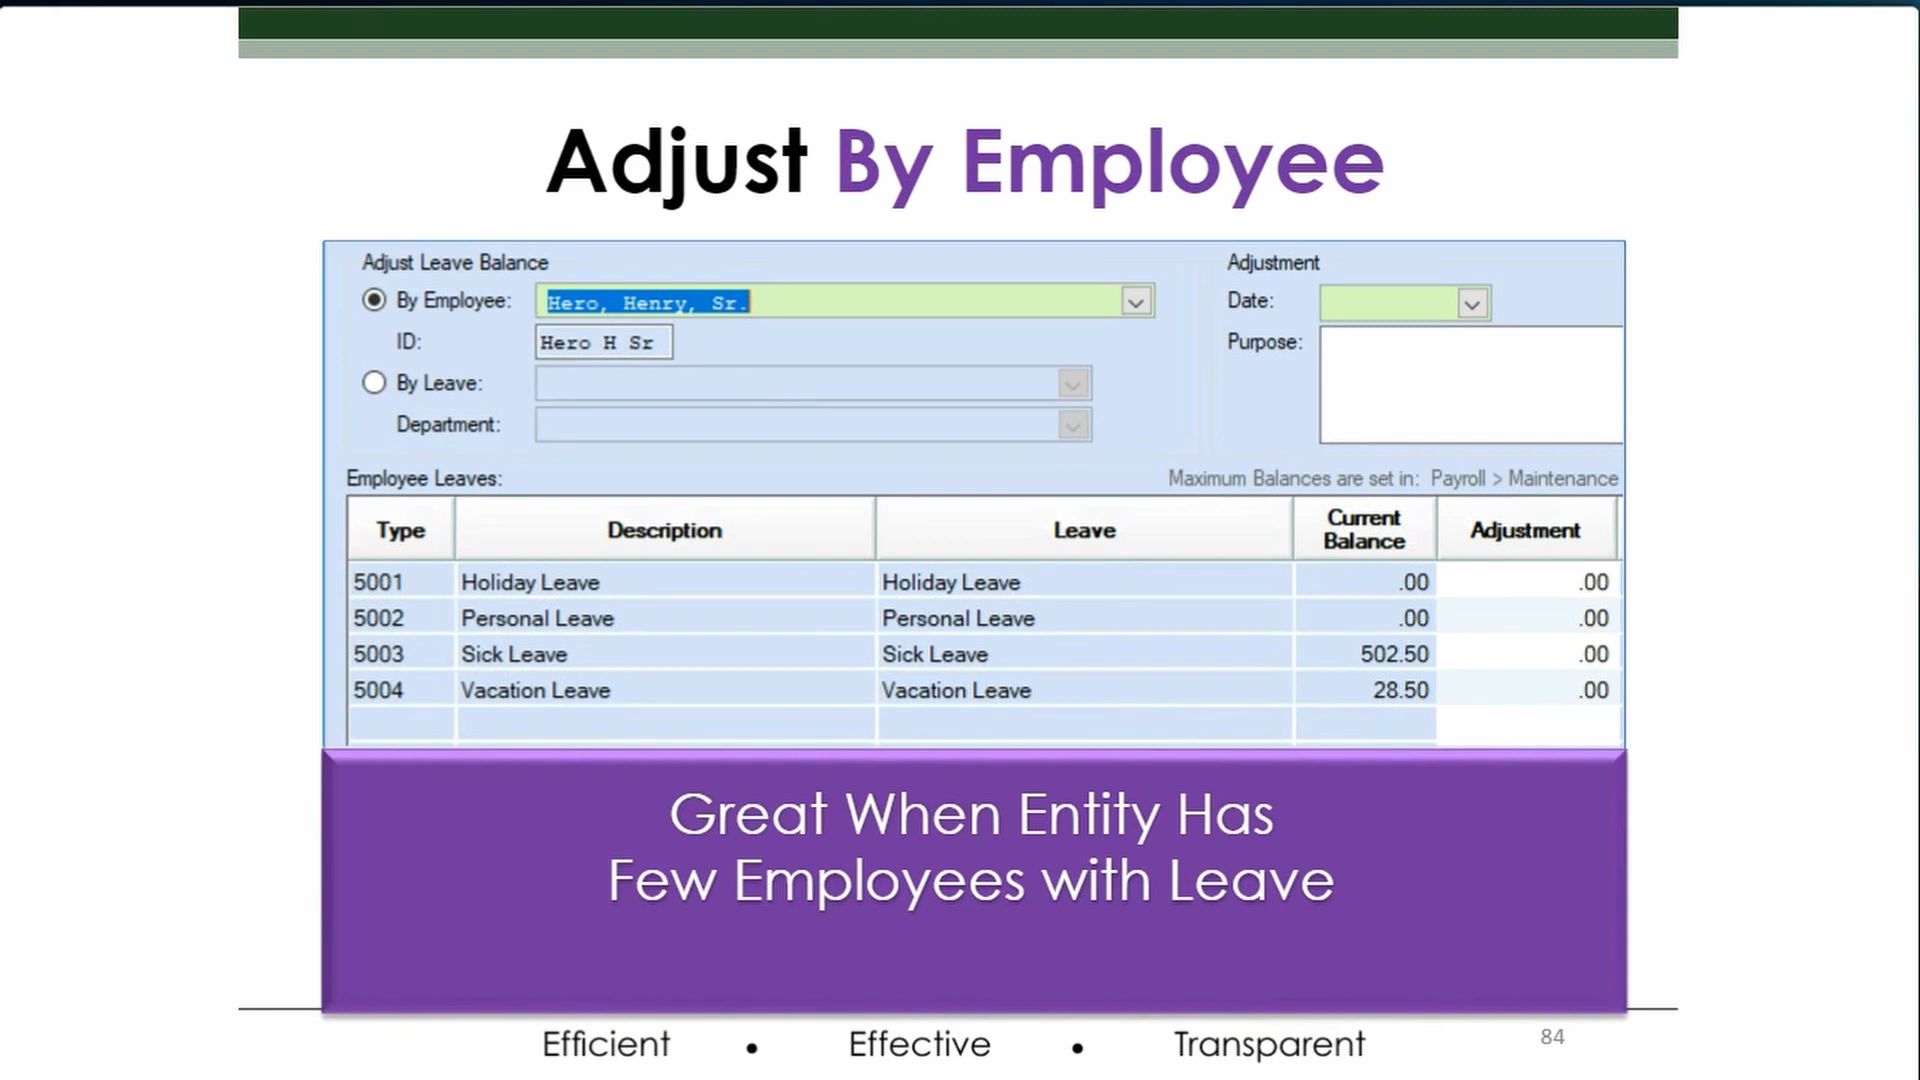 Adjust By Employee
Adjust Leave Balance
By Employee: Hero, Henry, Sr.
ID: Hero H Sr
By Leave:
Department:
Adjustment
Date:
Purpose:
Employee Leaves:
Maximum Balances are set in: Payroll > Maintenance
Type Description Leave Current Balance Adjustment
5001 Holiday Leave Holiday Leave .00 .00
5002 Personal Leave Personal Leave .00 .00
5003 Sick Leave Sick Leave 502.50 .00
5004 Vacation Leave Vacation Leave 28.50 .00
Great When Entity Has
Few Employees with Leave
Efficient • Effective • Transparent
84